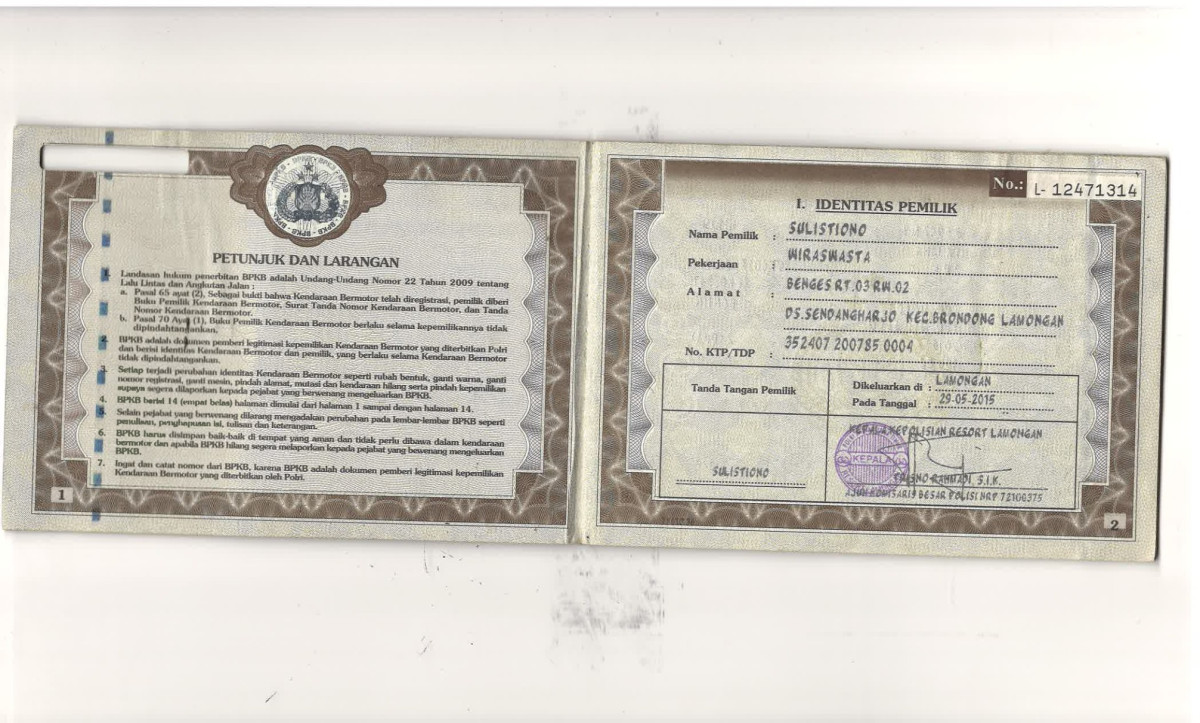 PETUNJUK DAN LARANGAN
1. Landasan hukum penerbitan BPKB adalah Undang-Undang Nomor 22 Tahun 2009 tentang
Lalu Lintas dan Angkutan Jalan :
a. Pasal 65 ayat (2), Sebagai bukti bahwa Kendaraan Bermotor telah diregistrasi, pemilik diberi
Buku Pemilik Kendaraan Bermotor, Surat Tanda Nomor Kendaraan Bermotor, dan Tanda
Nomor Kendaraan Bermotor.
b. Pasal 70 Ayat (1), Buku Pemilik Kendaraan Bermotor berlaku selama kepemilikannya tidak
dipindahtangankan.
2. BPKB adalah dokumen pemberi legitimasi kepemilikan Kendaraan Bermotor yang diterbitkan Polri
dan berisi identitas Kendaraan Bermotor dan pemilik, yang berlaku selama Kendaraan Bermotor
tidak dipindahtangankan.
3. Setiap terjadi perubahan identitas Kendaraan Bermotor seperti rubah bentuk, ganti warna, ganti
nomor registrasi, ganti mesin, pindah alamat, mutasi dan kendaraan hilang serta pindah kepemilikan
supaya segera dilaporkan kepada pejabat yang berwenang mengeluarkan BPKB.
4. BPKB berisi 14 (empat belas) halaman dimulai dari halaman 1 sampai dengan halaman 14.
5. Selain pejabat yang berwenang dilarang mengadakan perubahan pada lembar-lembar BPKB seperti
penulisan, penghapusan isi, tulisan dan keterangan.
6. BPKB harus disimpan baik-baik di tempat yang aman dan tidak perlu dibawa dalam kendaraan
bermotor dan apabila BPKB hilang segera melaporkan kepada pejabat yang bewenang mengeluarkan
BPKB.
7. Ingat dan catat nomor dari BPKB, karena BPKB adalah dokumen pemberi legitimasi kepemilikan
Kendaraan Bermotor yang diterbitkan oleh Polri.
1
No.: L- 12471314
I. IDENTITAS PEMILIK
Nama Pemilik : SULISTIONO
Pekerjaan : WIRASWASTA
Alamat : BENGES RT.03 RW.02
DS.SENDANGHARJO KEC.BRONDONG LAMONGAN
No. KTP/TDP : 352407 200785 0004
Tanda Tangan Pemilik
Dikeluarkan di : LAMONGAN
Pada Tanggal : 29-05-2015
KEPALA KEPOLISIAN RESORT LAMONGAN
KEPALA
SULISTIONO
RAHMADI, S.I.K.
AJUN KOMISARIS BESAR POLISI NRP 72106375
2